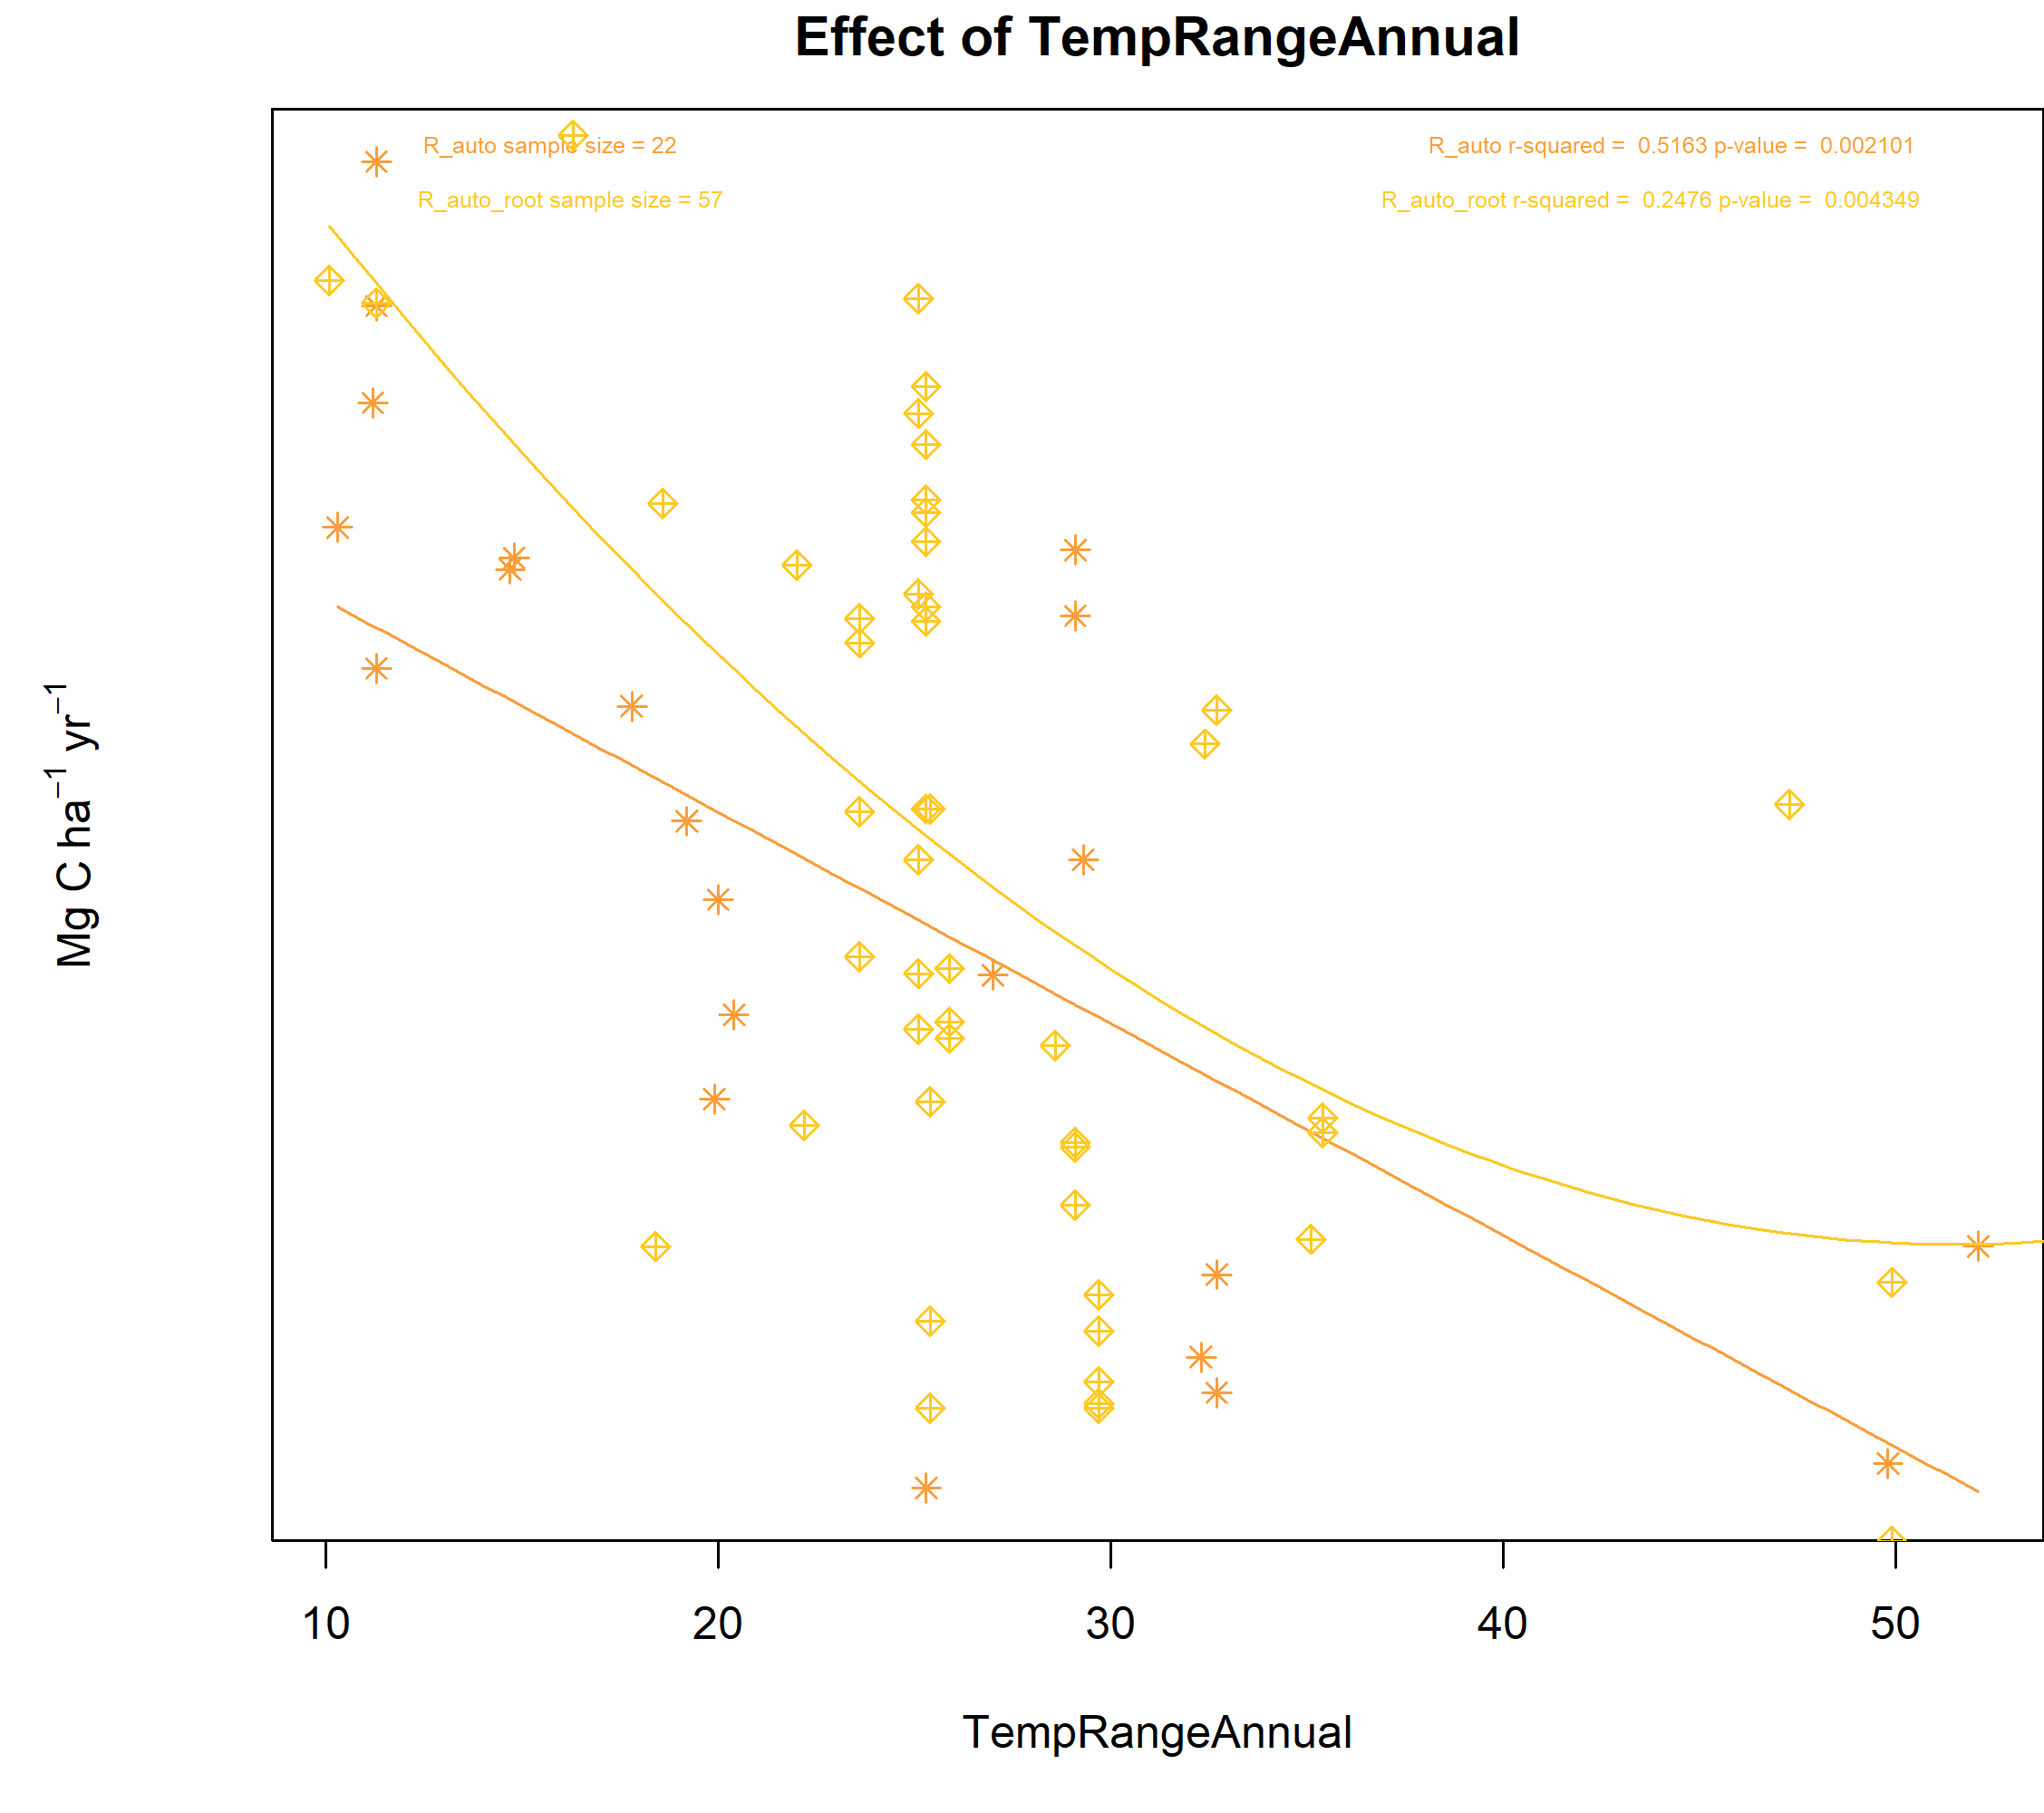 Effect of TempRangeAnnual
R_auto sample size = 22
R_auto r-squared =  0.5163 p-value =  0.002101
R_auto_root sample size = 57
R_auto_root r-squared =  0.2476 p-value =  0.004349
Mg C ha⁻¹ yr⁻¹
10 20 30 40 50
TempRangeAnnual